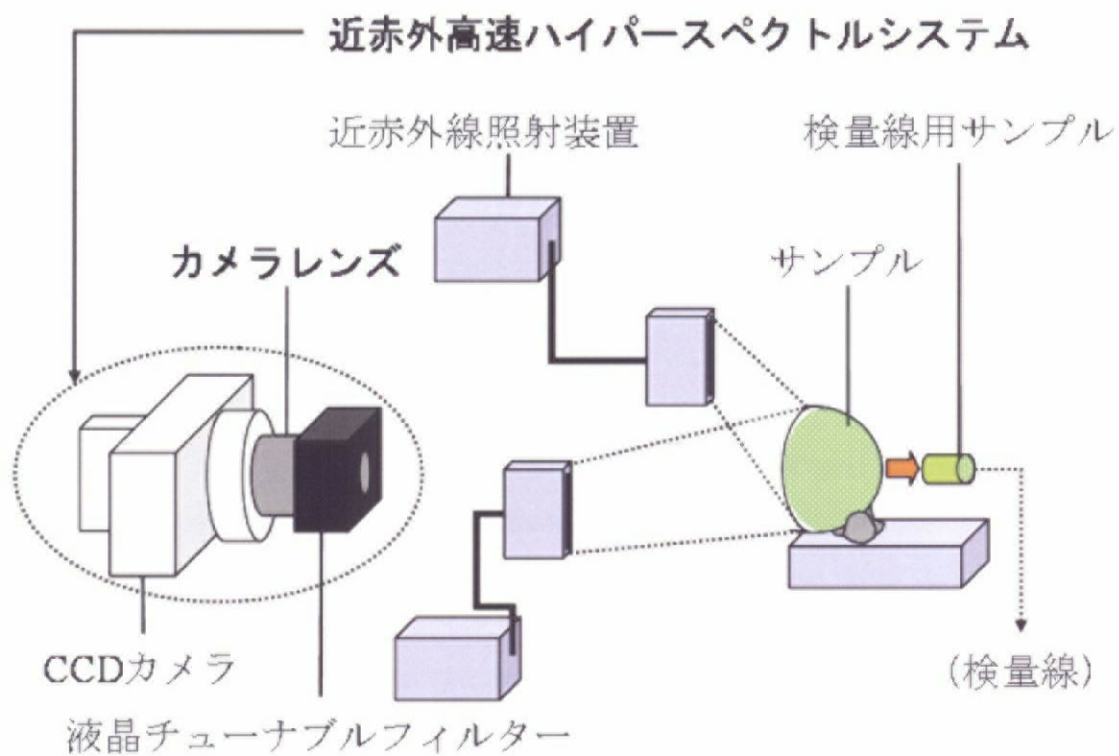 近赤外高速ハイパースペクトルシステム
近赤外線照射装置
検量線用サンプル
カメラレンズ
サンプル
CCDカメラ
(検量線)
液晶チューナブルフィルター